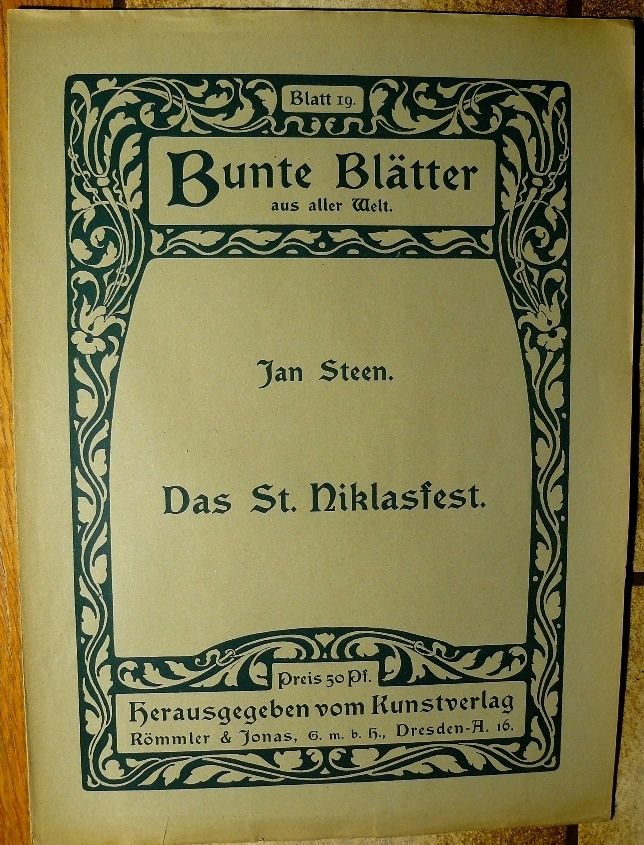 Blatt 19.
Bunte Blätter
aus aller Welt.
Jan Steen.
Das St. Niklasfest.
Preis 50 Pf.
Herausgegeben vom Kunstverlag
Römmler & Jonas, G. m. b. H., Dresden-A. 16.